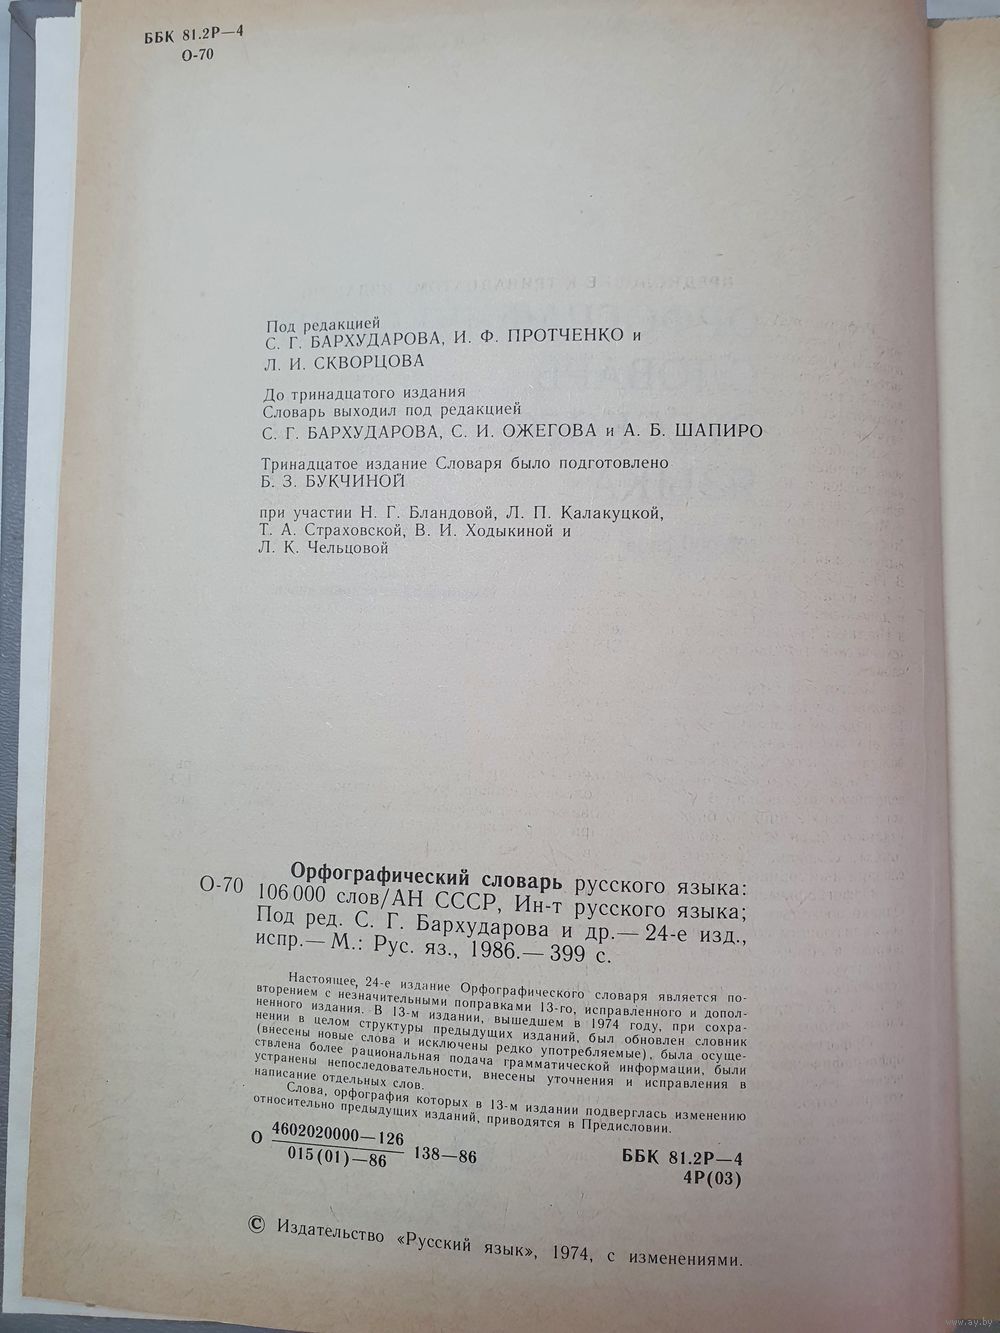 ББК 81.2Р—4
О-70
Под редакцией
С. Г. БАРХУДАРОВА, И. Ф. ПРОТЧЕНКО и
Л. И. СКВОРЦОВА
До тринадцатого издания
Словарь выходил под редакцией
С. Г. БАРХУДАРОВА, С. И. ОЖЕГОВА и А. Б. ШАПИРО
Тринадцатое издание Словаря было подготовлено
Б. З. БУКЧИНОЙ
при участии Н. Г. Бландовой, Л. П. Калакуцкой,
Т. А. Страховской, В. И. Ходыкиной и
Л. К. Чельцовой
Орфографический словарь русского языка:
О-70 106 000 слов/АН СССР, Ин-т русского языка;
Под ред. С. Г. Бархударова и др.— 24-е изд.,
испр.— М.: Рус. яз., 1986.— 399 с.
Настоящее, 24-е издание Орфографического словаря является по-
вторением с незначительными поправками 13-го, исправленного и допол-
ненного издания. В 13-м издании, вышедшем в 1974 году, при сохра-
нении в целом структуры предыдущих изданий, был обновлен словник
(внесены новые слова и исключены редко употребляемые), была осуще-
ствлена более рациональная подача грамматической информации, были
устранены непоследовательности, внесены уточнения и исправления в
написание отдельных слов.
Слова, орфография которых в 13-м издании подверглась изменению
относительно предыдущих изданий, приводятся в Предисловии.
О 4602020000—126
015(01)—86 138—86
ББК 81.2Р—4
4Р(03)
© Издательство «Русский язык», 1974, с изменениями.
www.ay.by